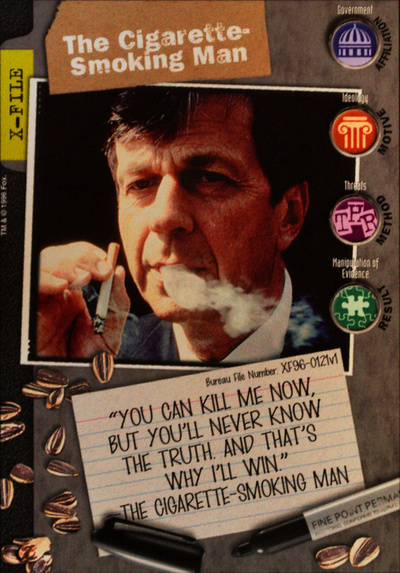 The Cigarette-
Smoking Man
X-FILE
TM & © 1996 Fox.
Government
AFFILIATION
Ideology
MOTIVE
Threats
TPR
METHOD
Manipulation of
Evidence
RESULT
Bureau File Number: XF96-0121v1
"YOU CAN KILL ME NOW,
BUT YOU'LL NEVER KNOW
THE TRUTH. AND THAT'S
WHY I'LL WIN."
THE CIGARETTE-SMOKING MAN
FINE POINT PERMA